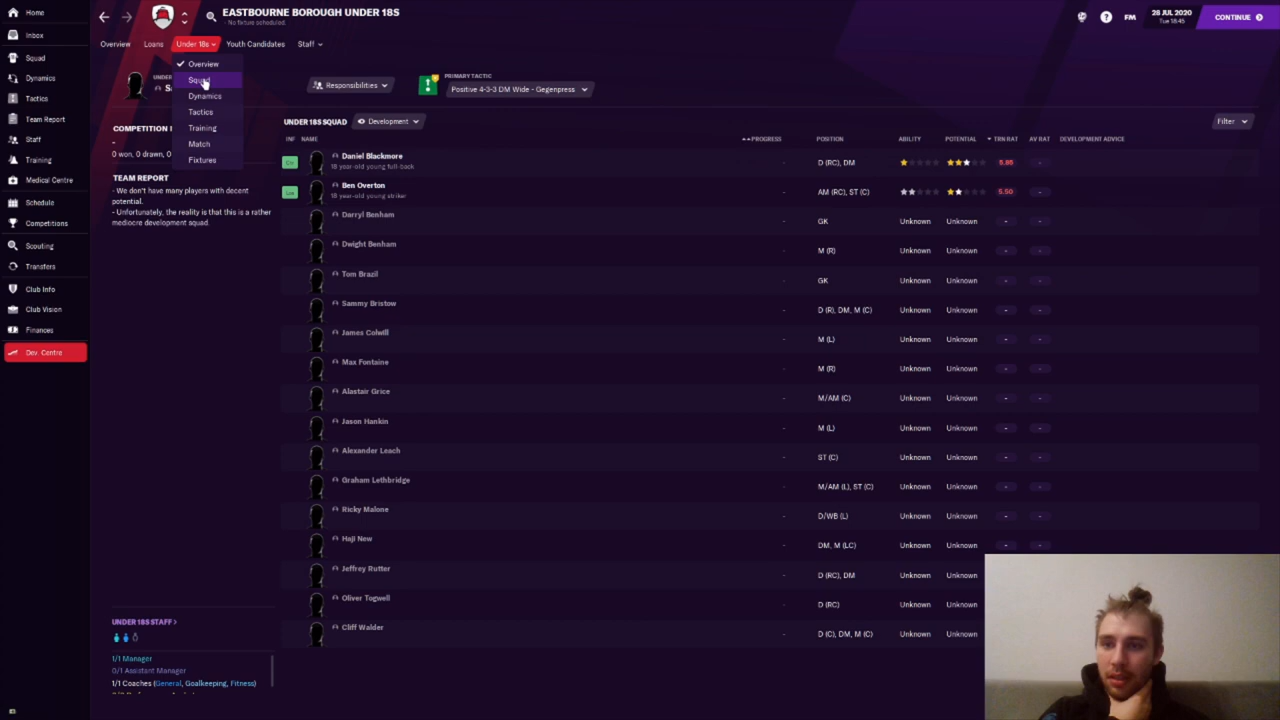 Home
Inbox
Squad
Dynamics
Tactics
Team Report
Staff
Training
Medical Centre
Schedule
Competitions
Scouting
Transfers
Club Info
Club Vision
Finances
Dev. Centre
EASTBOURNE BOROUGH UNDER 18S
No fixture scheduled.
FM
28 JUL 2020
Tue 18:45
CONTINUE
Overview
Loans
Under 18s
Youth Candidates
Staff
Overview
Squad
Dynamics
Tactics
Training
Match
Fixtures
Responsibilities
PRIMARY TACTIC
Positive 4-3-3 DM Wide - Gegenpress
COMPETITION
0 won, 0 drawn, 0
TEAM REPORT
- We don't have many players with decent
potential.
- Unfortunately, the reality is that this is a rather
mediocre development squad.
UNDER 18S STAFF >
1/1 Manager
0/1 Assistant Manager
1/1 Coaches (General, Goalkeeping, Fitness)
UNDER 18S SQUAD
Development
Filter
INF NAME PROGRESS POSITION ABILITY POTENTIAL TRN RAT AV RAT DEVELOPMENT ADVICE
Daniel Blackmore - D (RC), DM 5.95 -
18 year-old young full-back
Ben Overton - AM (RC), ST (C) 5.50 -
18 year-old young striker
Darryl Benham - GK Unknown Unknown - -
Dwight Benham - M (R) Unknown Unknown - -
Tom Brazil - GK Unknown Unknown - -
Sammy Bristow - D (R), DM, M (C) Unknown Unknown - -
James Colwill - M (L) Unknown Unknown - -
Max Fontaine - M (R) Unknown Unknown - -
Alastair Grice - M/AM (C) Unknown Unknown - -
Jason Hankin - M (L) Unknown Unknown - -
Alexander Leach - ST (C) Unknown Unknown - -
Graham Lethbridge - M/AM (L), ST (C) Unknown Unknown - -
Ricky Malone - D/WB (L) Unknown Unknown - -
Haji New - DM, M (LC) Unknown Unknown - -
Jeffrey Rutter - D (RC), DM Unknown Unknown
Oliver Togwell - D (RC) Unknown Unknown
Cliff Walder - D (C), DM, M (C) Unknown Unknown